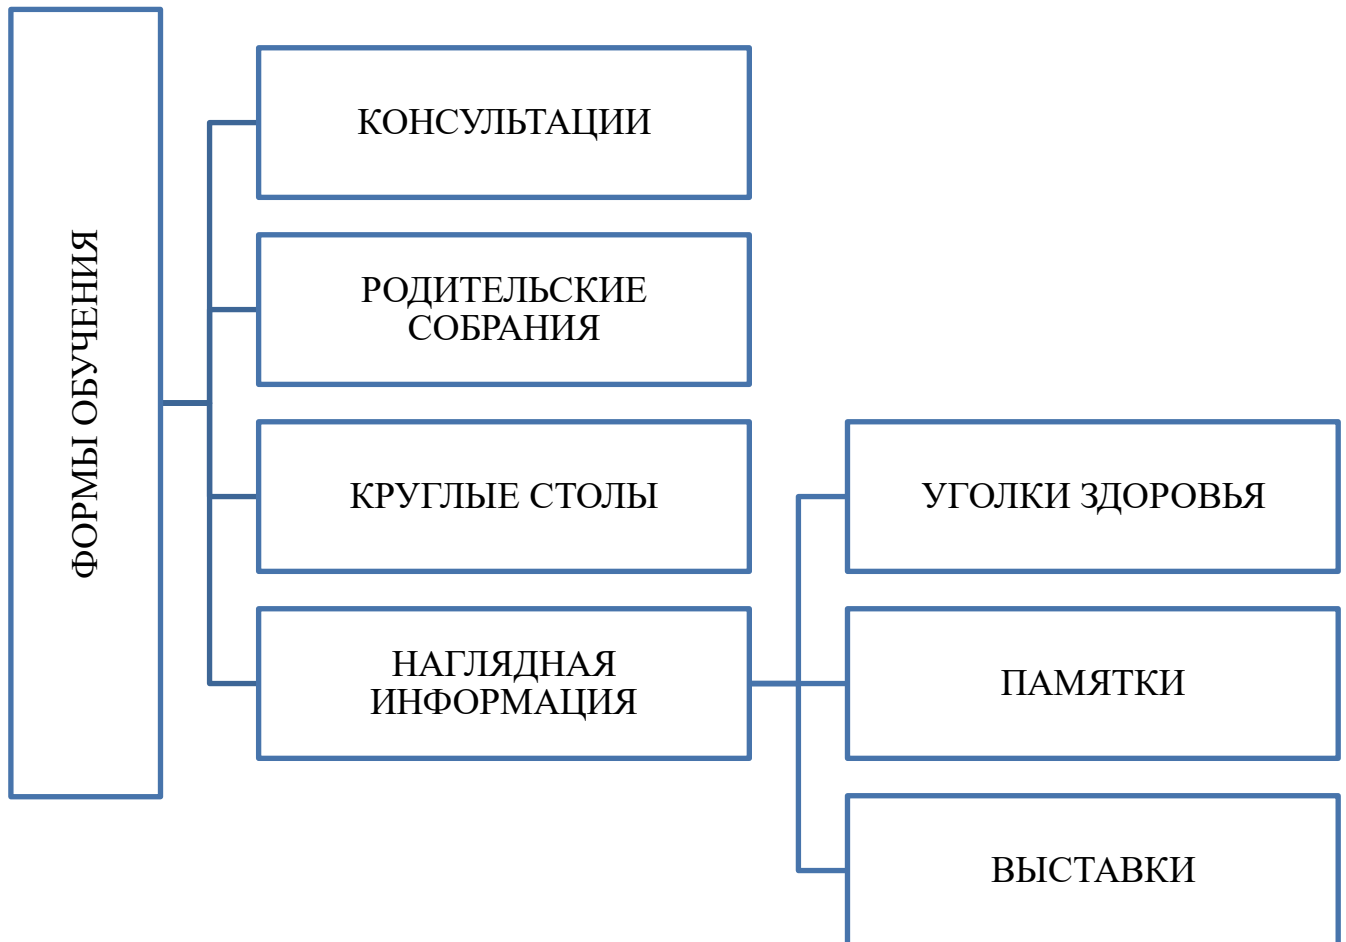 ФОРМЫ ОБУЧЕНИЯ
КОНСУЛЬТАЦИИ
РОДИТЕЛЬСКИЕ
СОБРАНИЯ
КРУГЛЫЕ СТОЛЫ
НАГЛЯДНАЯ
ИНФОРМАЦИЯ
УГОЛКИ ЗДОРОВЬЯ
ПАМЯТКИ
ВЫСТАВКИ